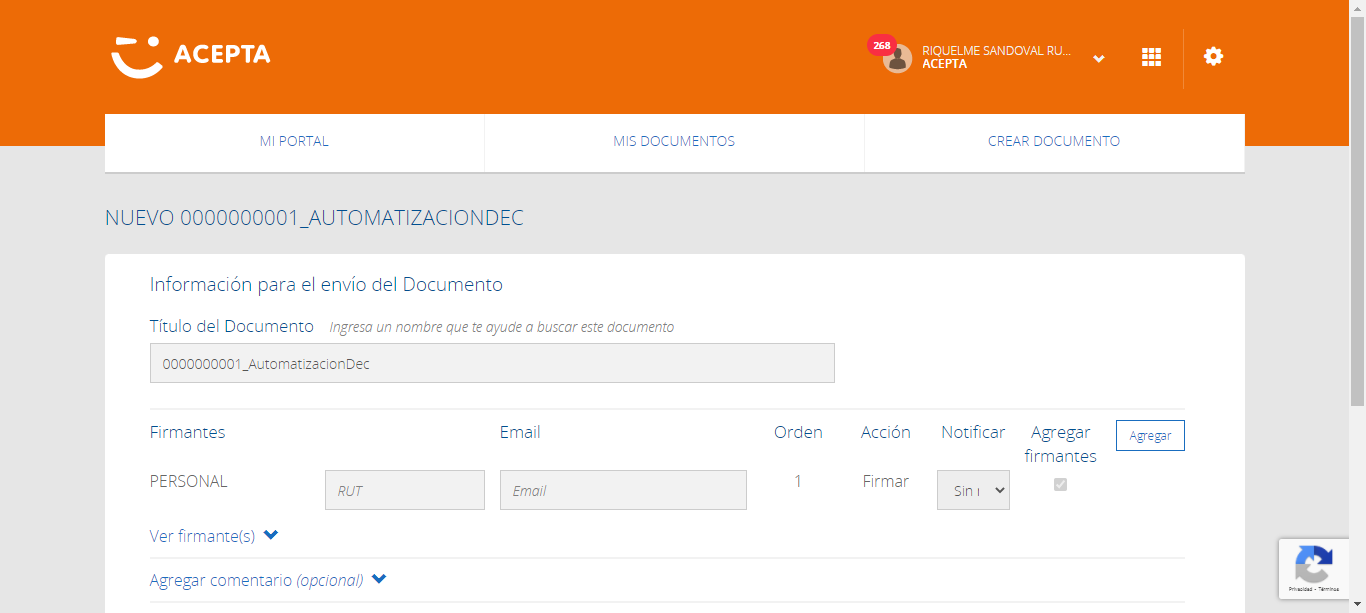 ACEPTA
268
RIQUELME SANDOVAL RU...
ACEPTA
MI PORTAL
MIS DOCUMENTOS
CREAR DOCUMENTO
NUEVO 0000000001_AUTOMATIZACIONDEC
Información para el envío del Documento
Título del Documento Ingresa un nombre que te ayude a buscar este documento
0000000001_AutomatizacionDec
Firmantes Email Orden Acción Notificar Agregar firmantes Agregar
PERSONAL RUT Email 1 Firmar Sin
Ver firmante(s)
Agregar comentario (opcional)
Privacidad - Términos